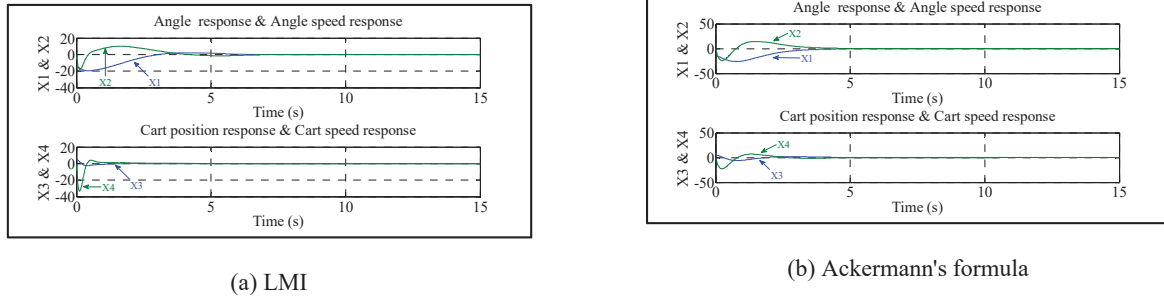 Angle response & Angle speed response
X1 & X2
20
0
-20
-40
X2
X1
0
5
10
15
Time (s)
Cart position response & Cart speed response
X3 & X4
20
0
-20
-40
X3
X4
0
5
10
15
Time (s)
(a) LMI
Angle response & Angle speed response
X1 & X2
50
0
-50
X2
X1
0
5
10
15
Time (s)
Cart position response & Cart speed response
X3 & X4
50
0
-50
X4
X3
0
5
10
15
Time (s)
(b) Ackermann's formula